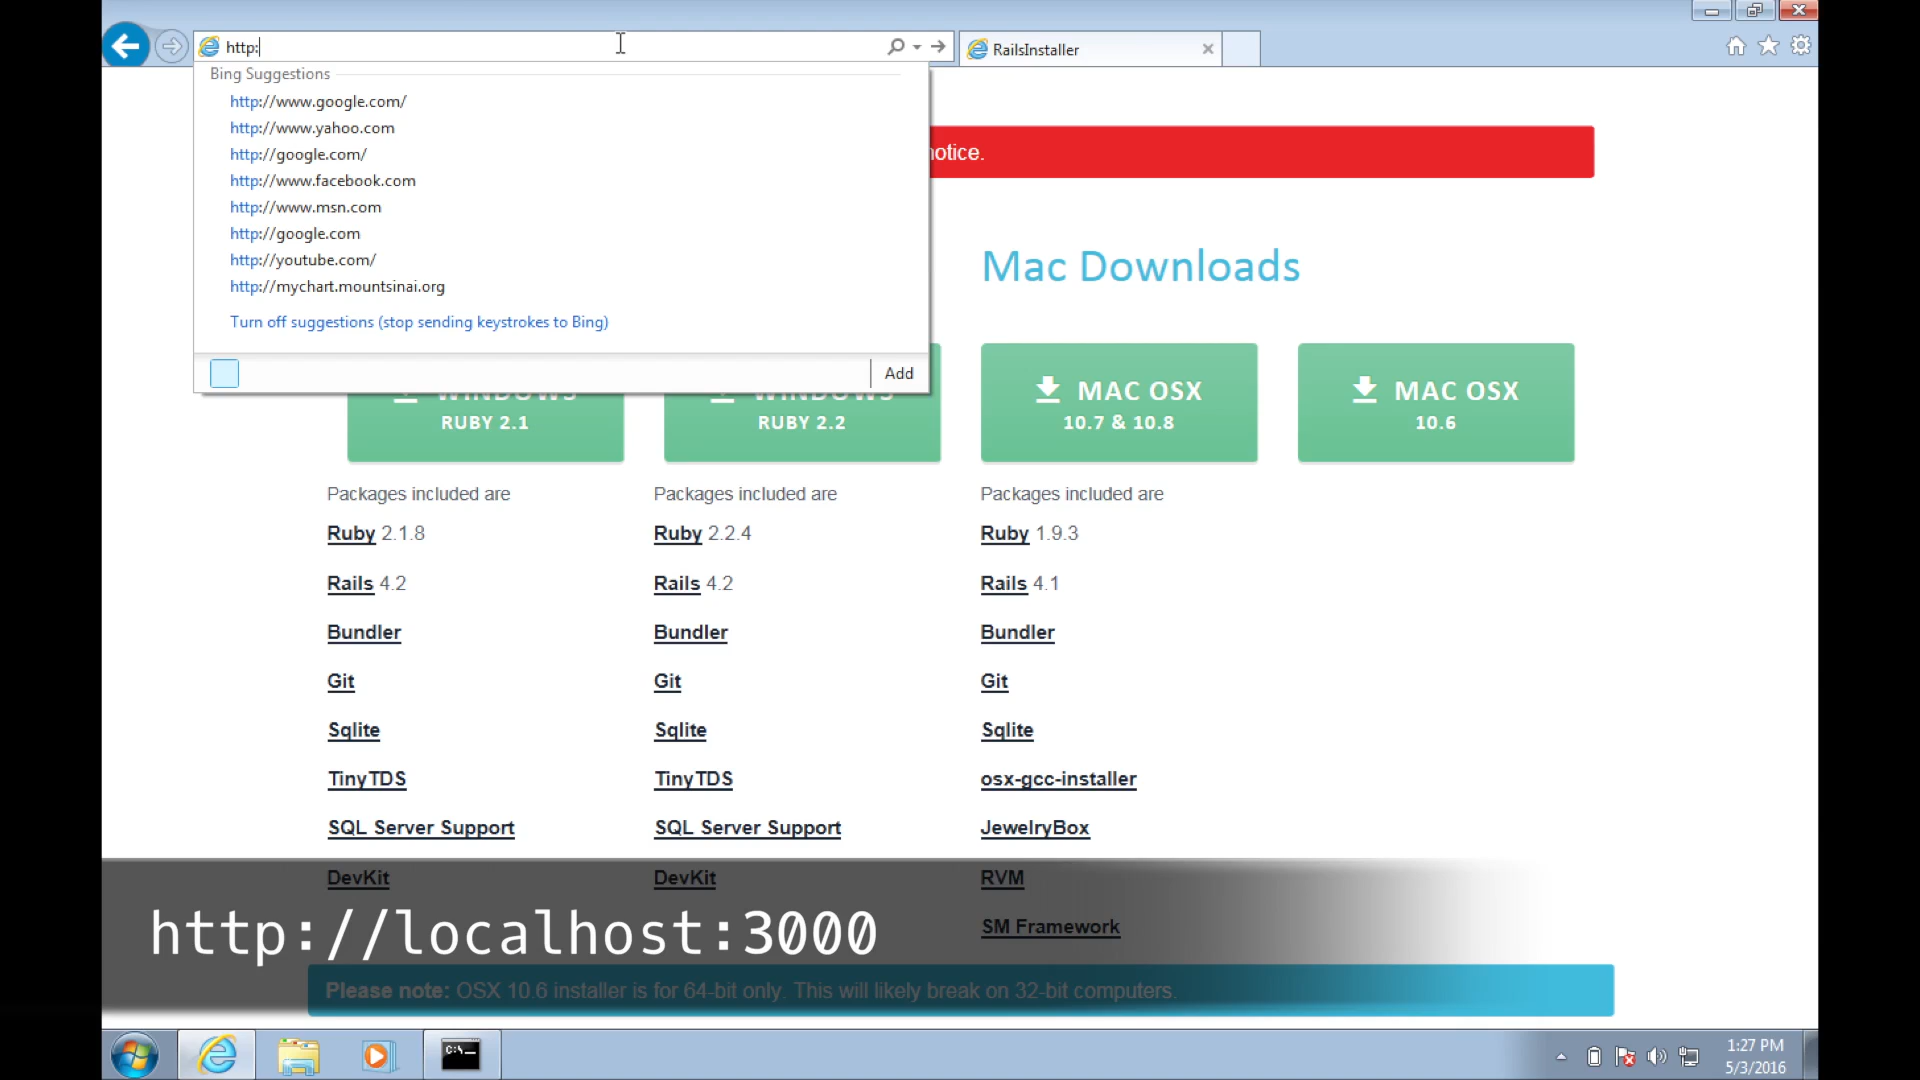 http:
RailsInstaller
Bing Suggestions
http://www.google.com/
http://www.yahoo.com
http://google.com/
http://www.facebook.com
http://www.msn.com
http://google.com
http://youtube.com/
http://mychart.mountsinai.org
Turn off suggestions (stop sending keystrokes to Bing)
Add
notice.
Mac Downloads
WINDOWS
RUBY 2.1
WINDOWS
RUBY 2.2
MAC OSX
10.7 & 10.8
MAC OSX
10.6
Packages included are
Ruby 2.1.8
Rails 4.2
Bundler
Git
Sqlite
TinyTDS
SQL Server Support
DevKit
Packages included are
Ruby 2.2.4
Rails 4.2
Bundler
Git
Sqlite
TinyTDS
SQL Server Support
DevKit
Packages included are
Ruby 1.9.3
Rails 4.1
Bundler
Git
Sqlite
osx-gcc-installer
JewelryBox
RVM
SM Framework
http://localhost:3000
Please note: OSX 10.6 installer is for 64-bit only. This will likely break on 32-bit computers.
C:\
1:27 PM
5/3/2016